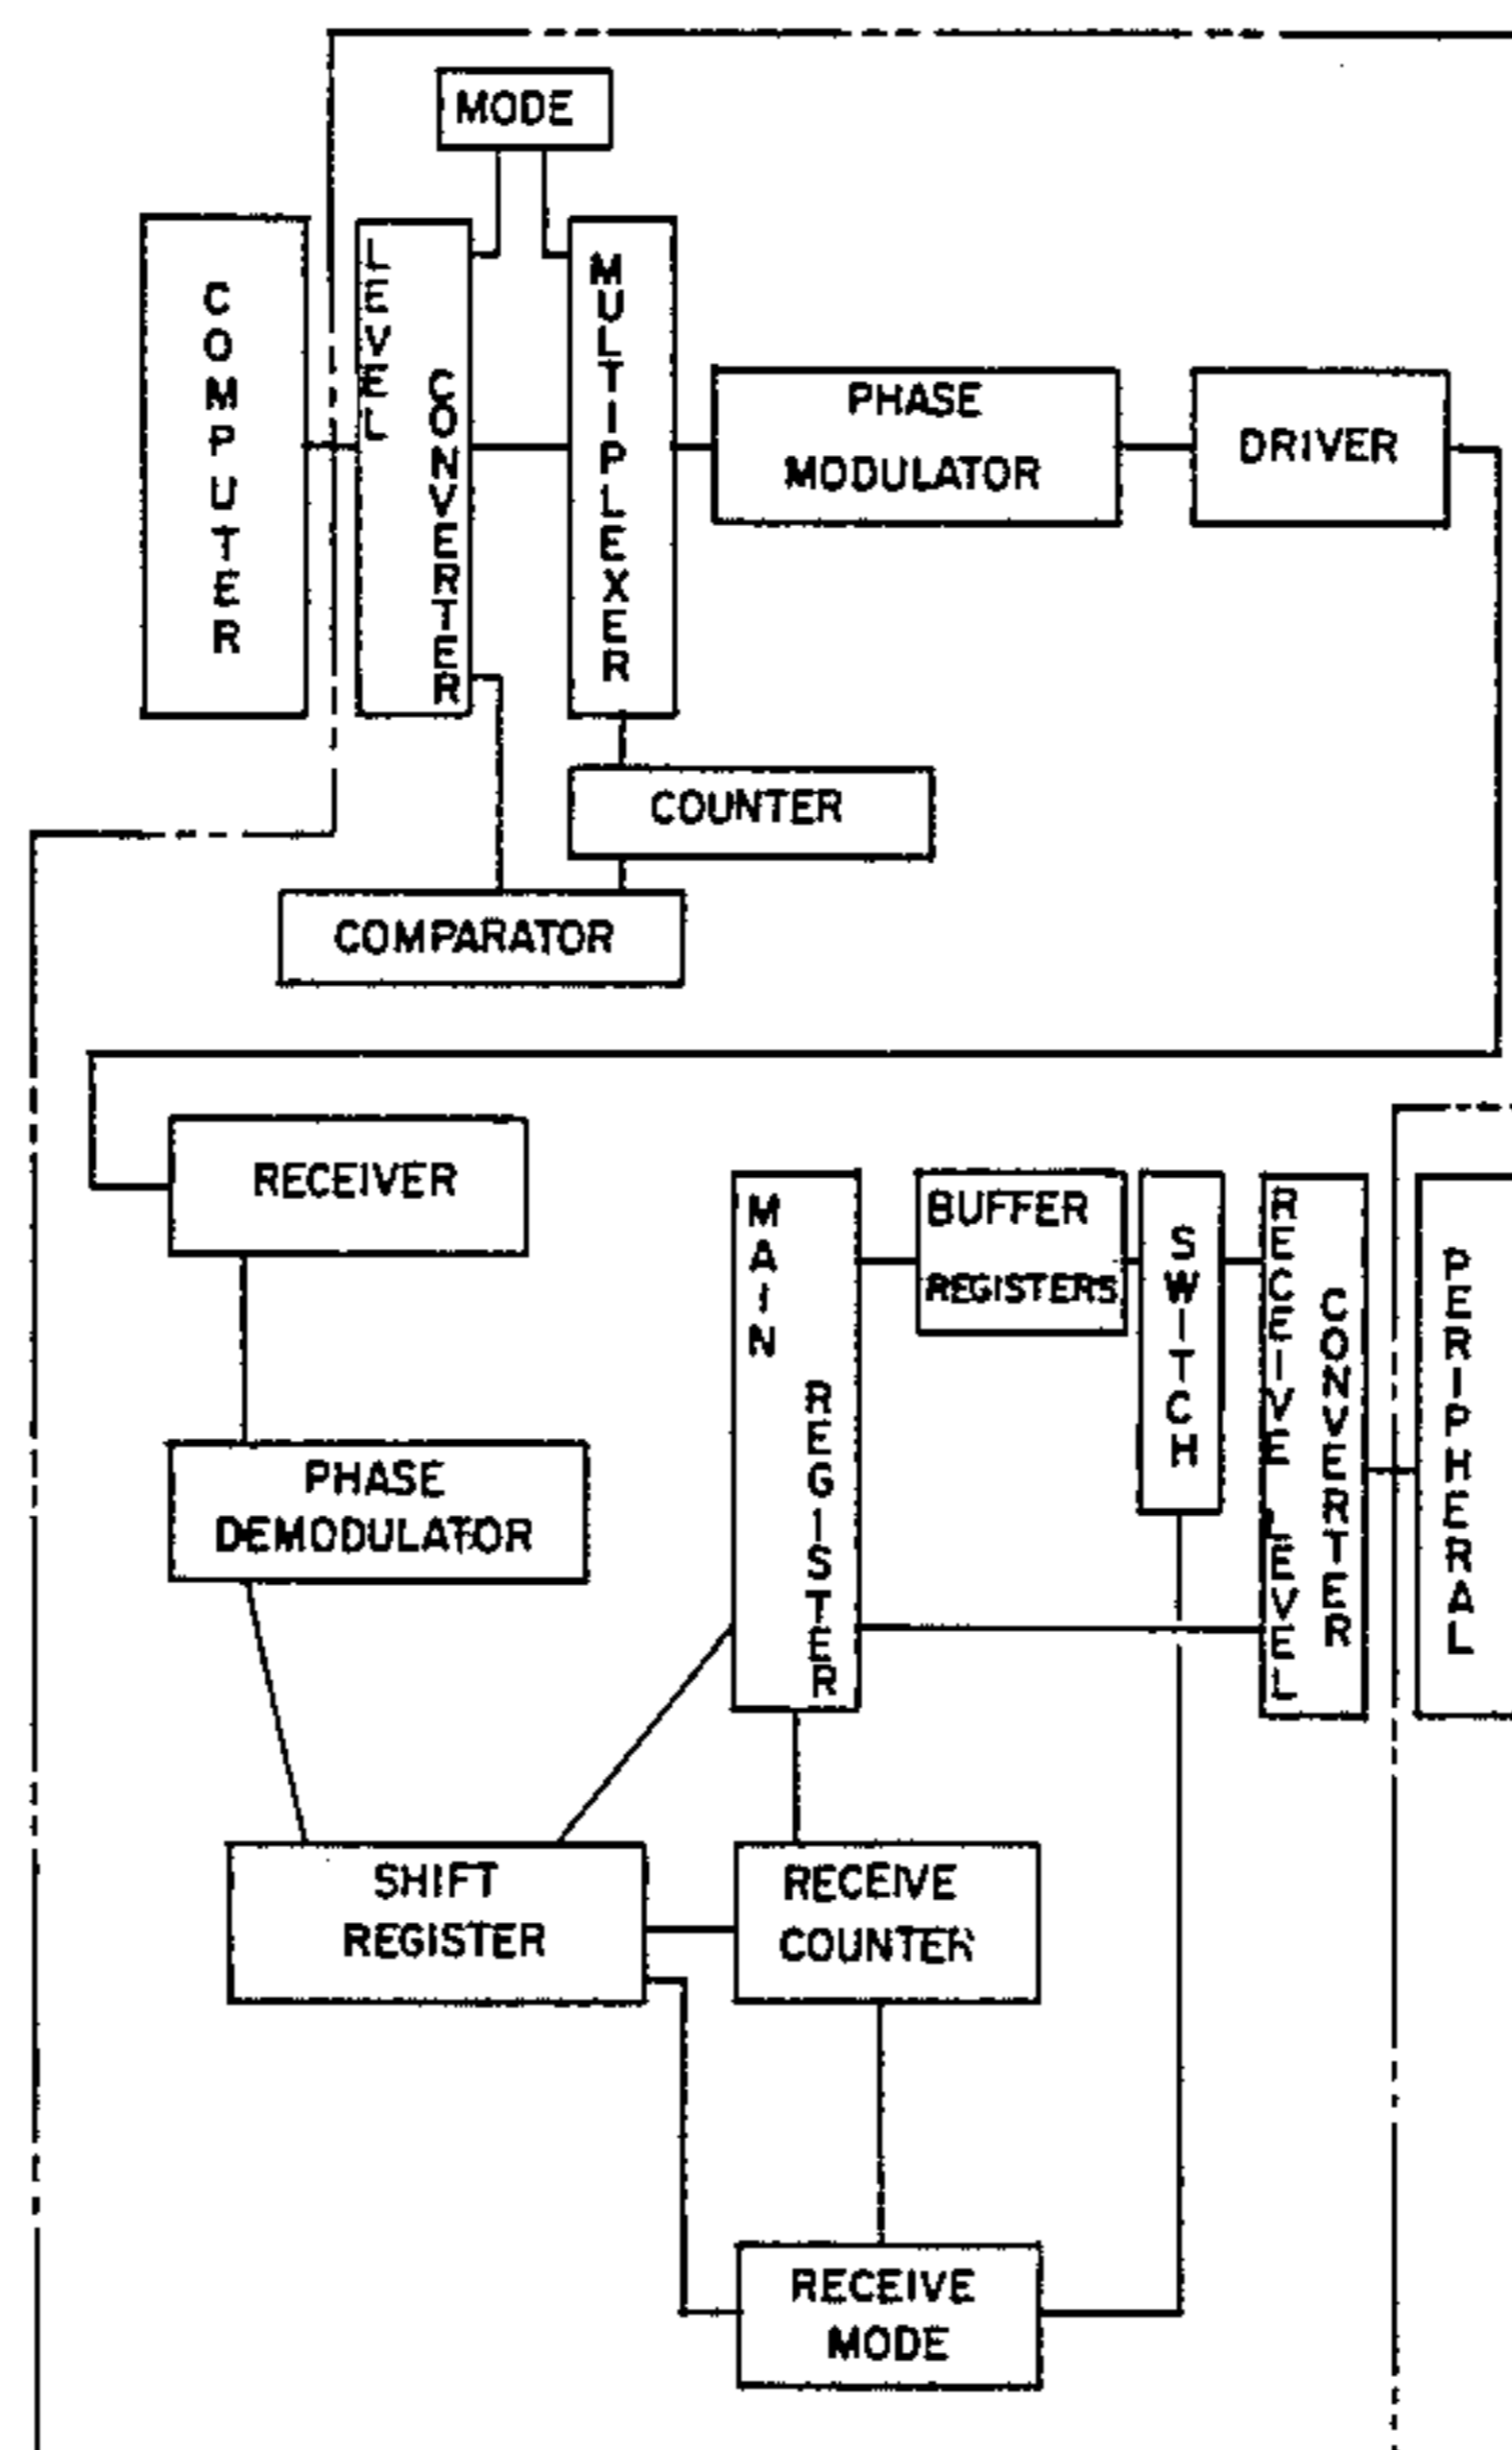 MODE
COMPUTER
LEVEL
CONVERTER
MULTIPLEXER
PHASE
MODULATOR
DRIVER
COUNTER
COMPARATOR
RECEIVER
MAIN
REGISTER
BUFFER
REGISTERS
SWITCH
RECEIVE LEVEL
CONVERTER
PERIPHERAL
PHASE
DEMODULATOR
SHIFT
REGISTER
RECEIVE
COUNTER
RECEIVE
MODE